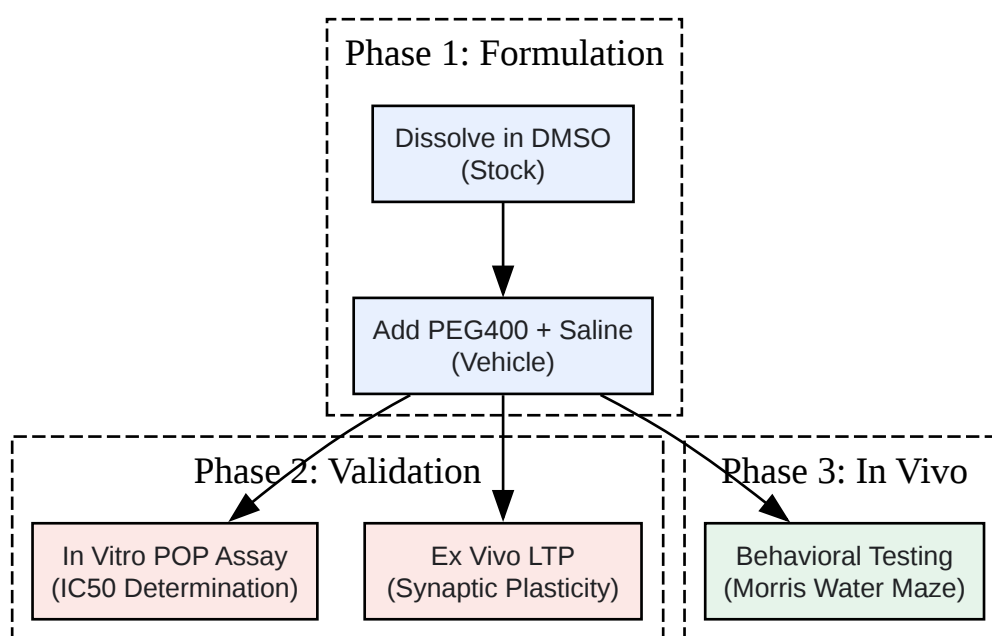 Phase 1: Formulation
Dissolve in DMSO
(Stock)
Add PEG400 + Saline
(Vehicle)
Phase 2: Validation
Phase 3: In Vivo
In Vitro POP Assay
(IC50 Determination)
Ex Vivo LTP
(Synaptic Plasticity)
Behavioral Testing
(Morris Water Maze)